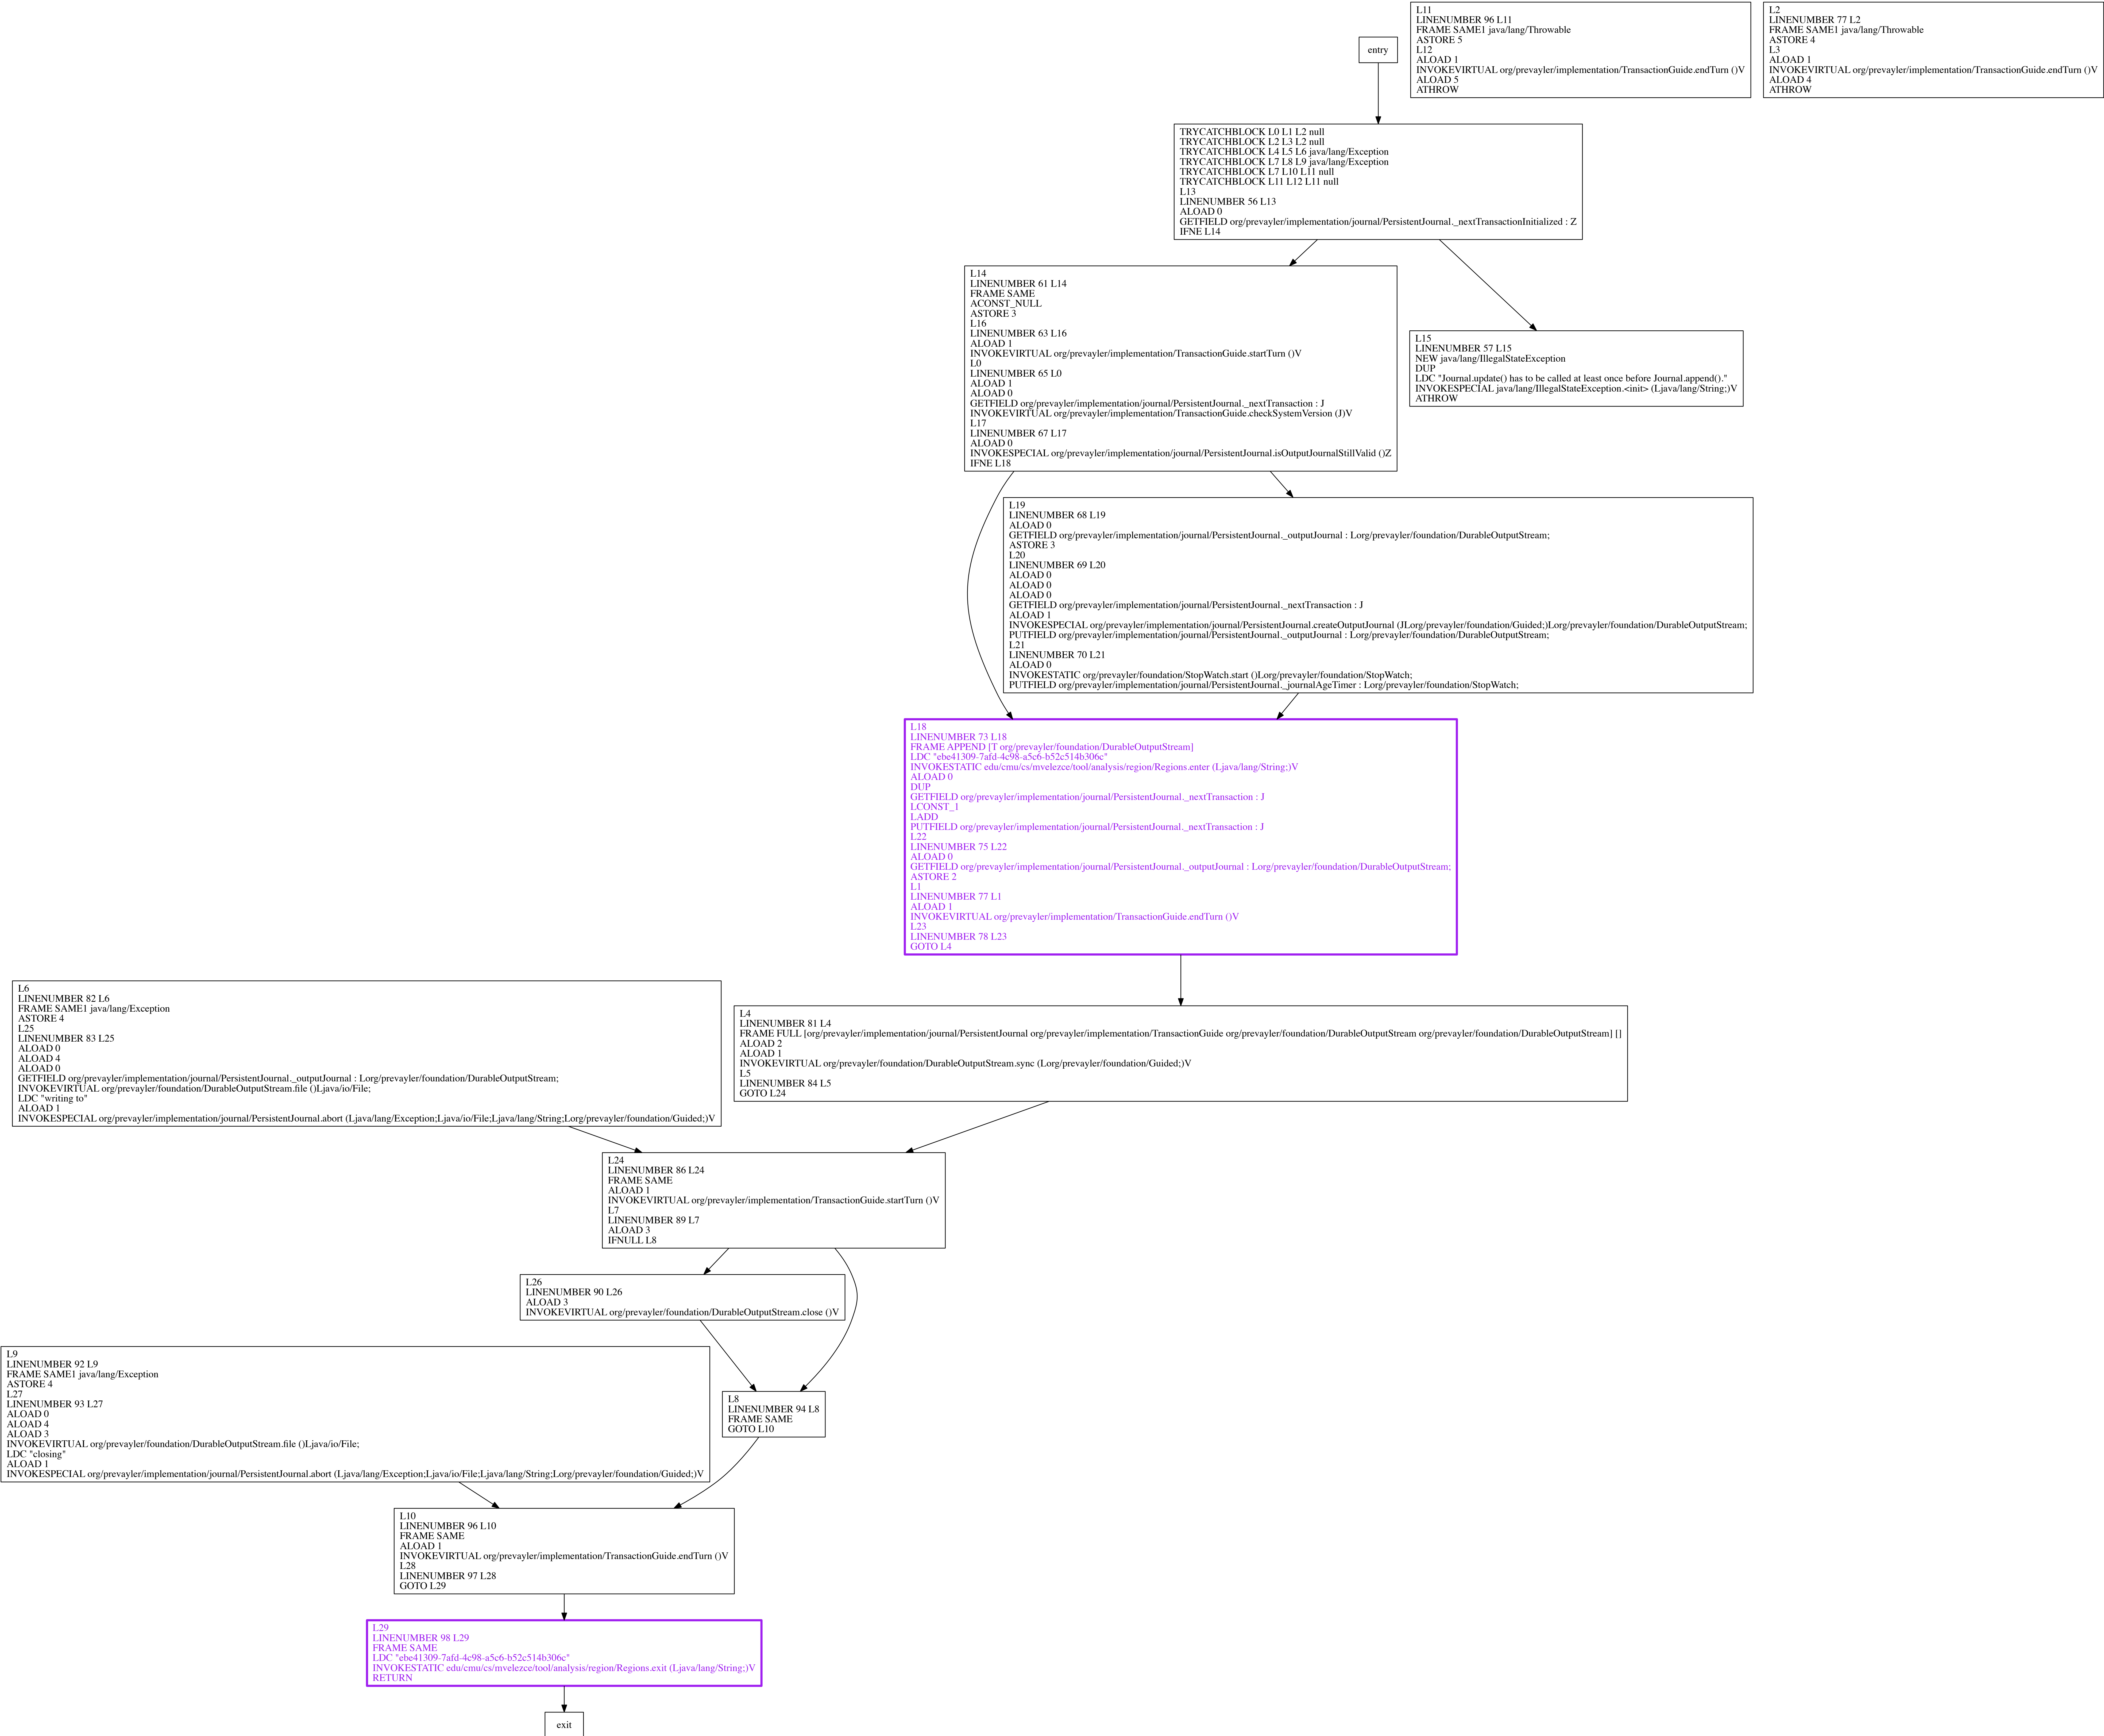 entry
L11
LINENUMBER 96 L11
FRAME SAME1 java/lang/Throwable
ASTORE 5
L12
ALOAD 1
INVOKEVIRTUAL org/prevayler/implementation/TransactionGuide.endTurn ()V
ALOAD 5
ATHROW
L2
LINENUMBER 77 L2
FRAME SAME1 java/lang/Throwable
ASTORE 4
L3
ALOAD 1
INVOKEVIRTUAL org/prevayler/implementation/TransactionGuide.endTurn ()V
ALOAD 4
ATHROW
TRYCATCHBLOCK L0 L1 L2 null
TRYCATCHBLOCK L2 L3 L2 null
TRYCATCHBLOCK L4 L5 L6 java/lang/Exception
TRYCATCHBLOCK L7 L8 L9 java/lang/Exception
TRYCATCHBLOCK L7 L10 L11 null
TRYCATCHBLOCK L11 L12 L11 null
L13
LINENUMBER 56 L13
ALOAD 0
GETFIELD org/prevayler/implementation/journal/PersistentJournal._nextTransactionInitialized : Z
IFNE L14
L14
LINENUMBER 61 L14
FRAME SAME
ACONST_NULL
ASTORE 3
L16
LINENUMBER 63 L16
ALOAD 1
INVOKEVIRTUAL org/prevayler/implementation/TransactionGuide.startTurn ()V
L0
LINENUMBER 65 L0
ALOAD 1
ALOAD 0
GETFIELD org/prevayler/implementation/journal/PersistentJournal._nextTransaction : J
INVOKEVIRTUAL org/prevayler/implementation/TransactionGuide.checkSystemVersion (J)V
L17
LINENUMBER 67 L17
ALOAD 0
INVOKESPECIAL org/prevayler/implementation/journal/PersistentJournal.isOutputJournalStillValid ()Z
IFNE L18
L15
LINENUMBER 57 L15
NEW java/lang/IllegalStateException
DUP
LDC "Journal.update() has to be called at least once before Journal.append()."
INVOKESPECIAL java/lang/IllegalStateException.<init> (Ljava/lang/String;)V
ATHROW
L19
LINENUMBER 68 L19
ALOAD 0
GETFIELD org/prevayler/implementation/journal/PersistentJournal._outputJournal : Lorg/prevayler/foundation/DurableOutputStream;
ASTORE 3
L20
LINENUMBER 69 L20
ALOAD 0
ALOAD 0
ALOAD 0
GETFIELD org/prevayler/implementation/journal/PersistentJournal._nextTransaction : J
ALOAD 1
INVOKESPECIAL org/prevayler/implementation/journal/PersistentJournal.createOutputJournal (JLorg/prevayler/foundation/Guided;)Lorg/prevayler/foundation/DurableOutputStream;
PUTFIELD org/prevayler/implementation/journal/PersistentJournal._outputJournal : Lorg/prevayler/foundation/DurableOutputStream;
L21
LINENUMBER 70 L21
ALOAD 0
INVOKESTATIC org/prevayler/foundation/StopWatch.start ()Lorg/prevayler/foundation/StopWatch;
PUTFIELD org/prevayler/implementation/journal/PersistentJournal._journalAgeTimer : Lorg/prevayler/foundation/StopWatch;
L18
LINENUMBER 73 L18
FRAME APPEND [T org/prevayler/foundation/DurableOutputStream]
LDC "ebe41309-7afd-4c98-a5c6-b52c514b306c"
INVOKESTATIC edu/cmu/cs/mvelezce/tool/analysis/region/Regions.enter (Ljava/lang/String;)V
ALOAD 0
DUP
GETFIELD org/prevayler/implementation/journal/PersistentJournal._nextTransaction : J
LCONST_1
LADD
PUTFIELD org/prevayler/implementation/journal/PersistentJournal._nextTransaction : J
L22
LINENUMBER 75 L22
ALOAD 0
GETFIELD org/prevayler/implementation/journal/PersistentJournal._outputJournal : Lorg/prevayler/foundation/DurableOutputStream;
ASTORE 2
L1
LINENUMBER 77 L1
ALOAD 1
INVOKEVIRTUAL org/prevayler/implementation/TransactionGuide.endTurn ()V
L23
LINENUMBER 78 L23
GOTO L4
L6
LINENUMBER 82 L6
FRAME SAME1 java/lang/Exception
ASTORE 4
L25
LINENUMBER 83 L25
ALOAD 0
ALOAD 4
ALOAD 0
GETFIELD org/prevayler/implementation/journal/PersistentJournal._outputJournal : Lorg/prevayler/foundation/DurableOutputStream;
INVOKEVIRTUAL org/prevayler/foundation/DurableOutputStream.file ()Ljava/io/File;
LDC "writing to"
ALOAD 1
INVOKESPECIAL org/prevayler/implementation/journal/PersistentJournal.abort (Ljava/lang/Exception;Ljava/io/File;Ljava/lang/String;Lorg/prevayler/foundation/Guided;)V
L4
LINENUMBER 81 L4
FRAME FULL [org/prevayler/implementation/journal/PersistentJournal org/prevayler/implementation/TransactionGuide org/prevayler/foundation/DurableOutputStream org/prevayler/foundation/DurableOutputStream] []
ALOAD 2
ALOAD 1
INVOKEVIRTUAL org/prevayler/foundation/DurableOutputStream.sync (Lorg/prevayler/foundation/Guided;)V
L5
LINENUMBER 84 L5
GOTO L24
L24
LINENUMBER 86 L24
FRAME SAME
ALOAD 1
INVOKEVIRTUAL org/prevayler/implementation/TransactionGuide.startTurn ()V
L7
LINENUMBER 89 L7
ALOAD 3
IFNULL L8
L26
LINENUMBER 90 L26
ALOAD 3
INVOKEVIRTUAL org/prevayler/foundation/DurableOutputStream.close ()V
L9
LINENUMBER 92 L9
FRAME SAME1 java/lang/Exception
ASTORE 4
L27
LINENUMBER 93 L27
ALOAD 0
ALOAD 4
ALOAD 3
INVOKEVIRTUAL org/prevayler/foundation/DurableOutputStream.file ()Ljava/io/File;
LDC "closing"
ALOAD 1
INVOKESPECIAL org/prevayler/implementation/journal/PersistentJournal.abort (Ljava/lang/Exception;Ljava/io/File;Ljava/lang/String;Lorg/prevayler/foundation/Guided;)V
L8
LINENUMBER 94 L8
FRAME SAME
GOTO L10
L10
LINENUMBER 96 L10
FRAME SAME
ALOAD 1
INVOKEVIRTUAL org/prevayler/implementation/TransactionGuide.endTurn ()V
L28
LINENUMBER 97 L28
GOTO L29
L29
LINENUMBER 98 L29
FRAME SAME
LDC "ebe41309-7afd-4c98-a5c6-b52c514b306c"
INVOKESTATIC edu/cmu/cs/mvelezce/tool/analysis/region/Regions.exit (Ljava/lang/String;)V
RETURN
exit